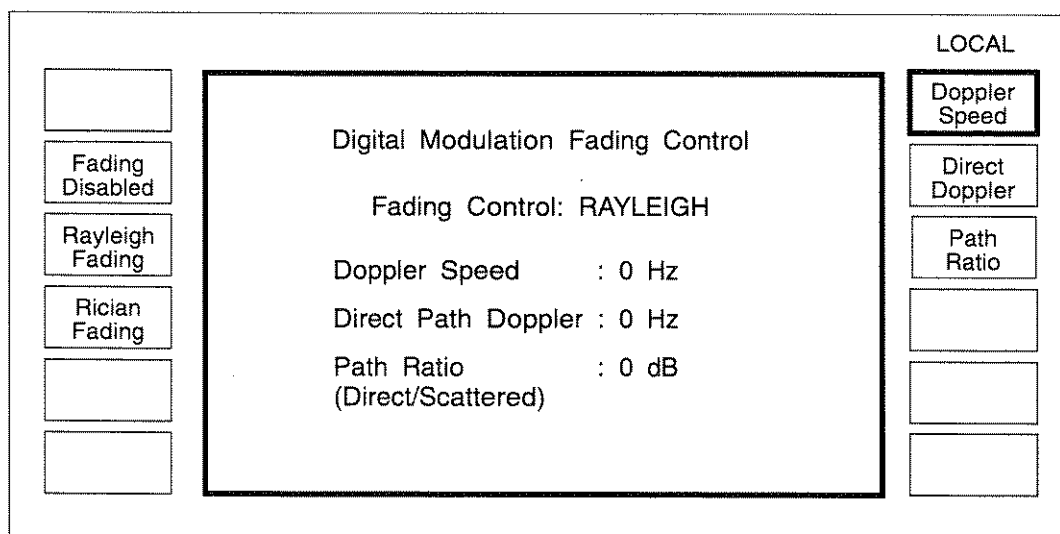 LOCAL
Fading
Disabled
Rayleigh
Fading
Rician
Fading
Digital Modulation Fading Control
Fading Control: RAYLEIGH
Doppler Speed : 0 Hz
Direct Path Doppler : 0 Hz
Path Ratio : 0 dB
(Direct/Scattered)
Doppler
Speed
Direct
Doppler
Path
Ratio